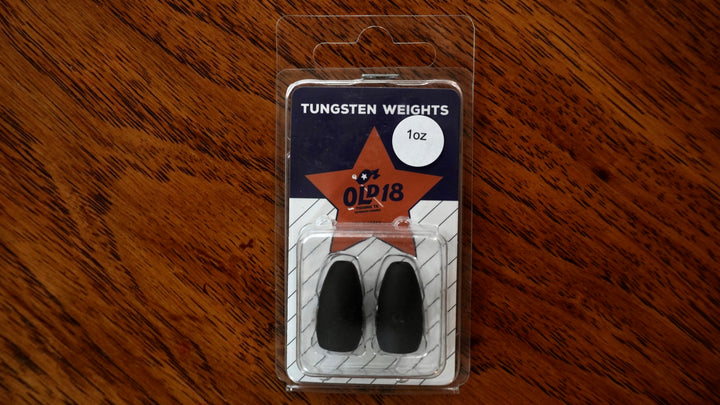 TUNGSTEN WEIGHTS
1oz
OLD 18